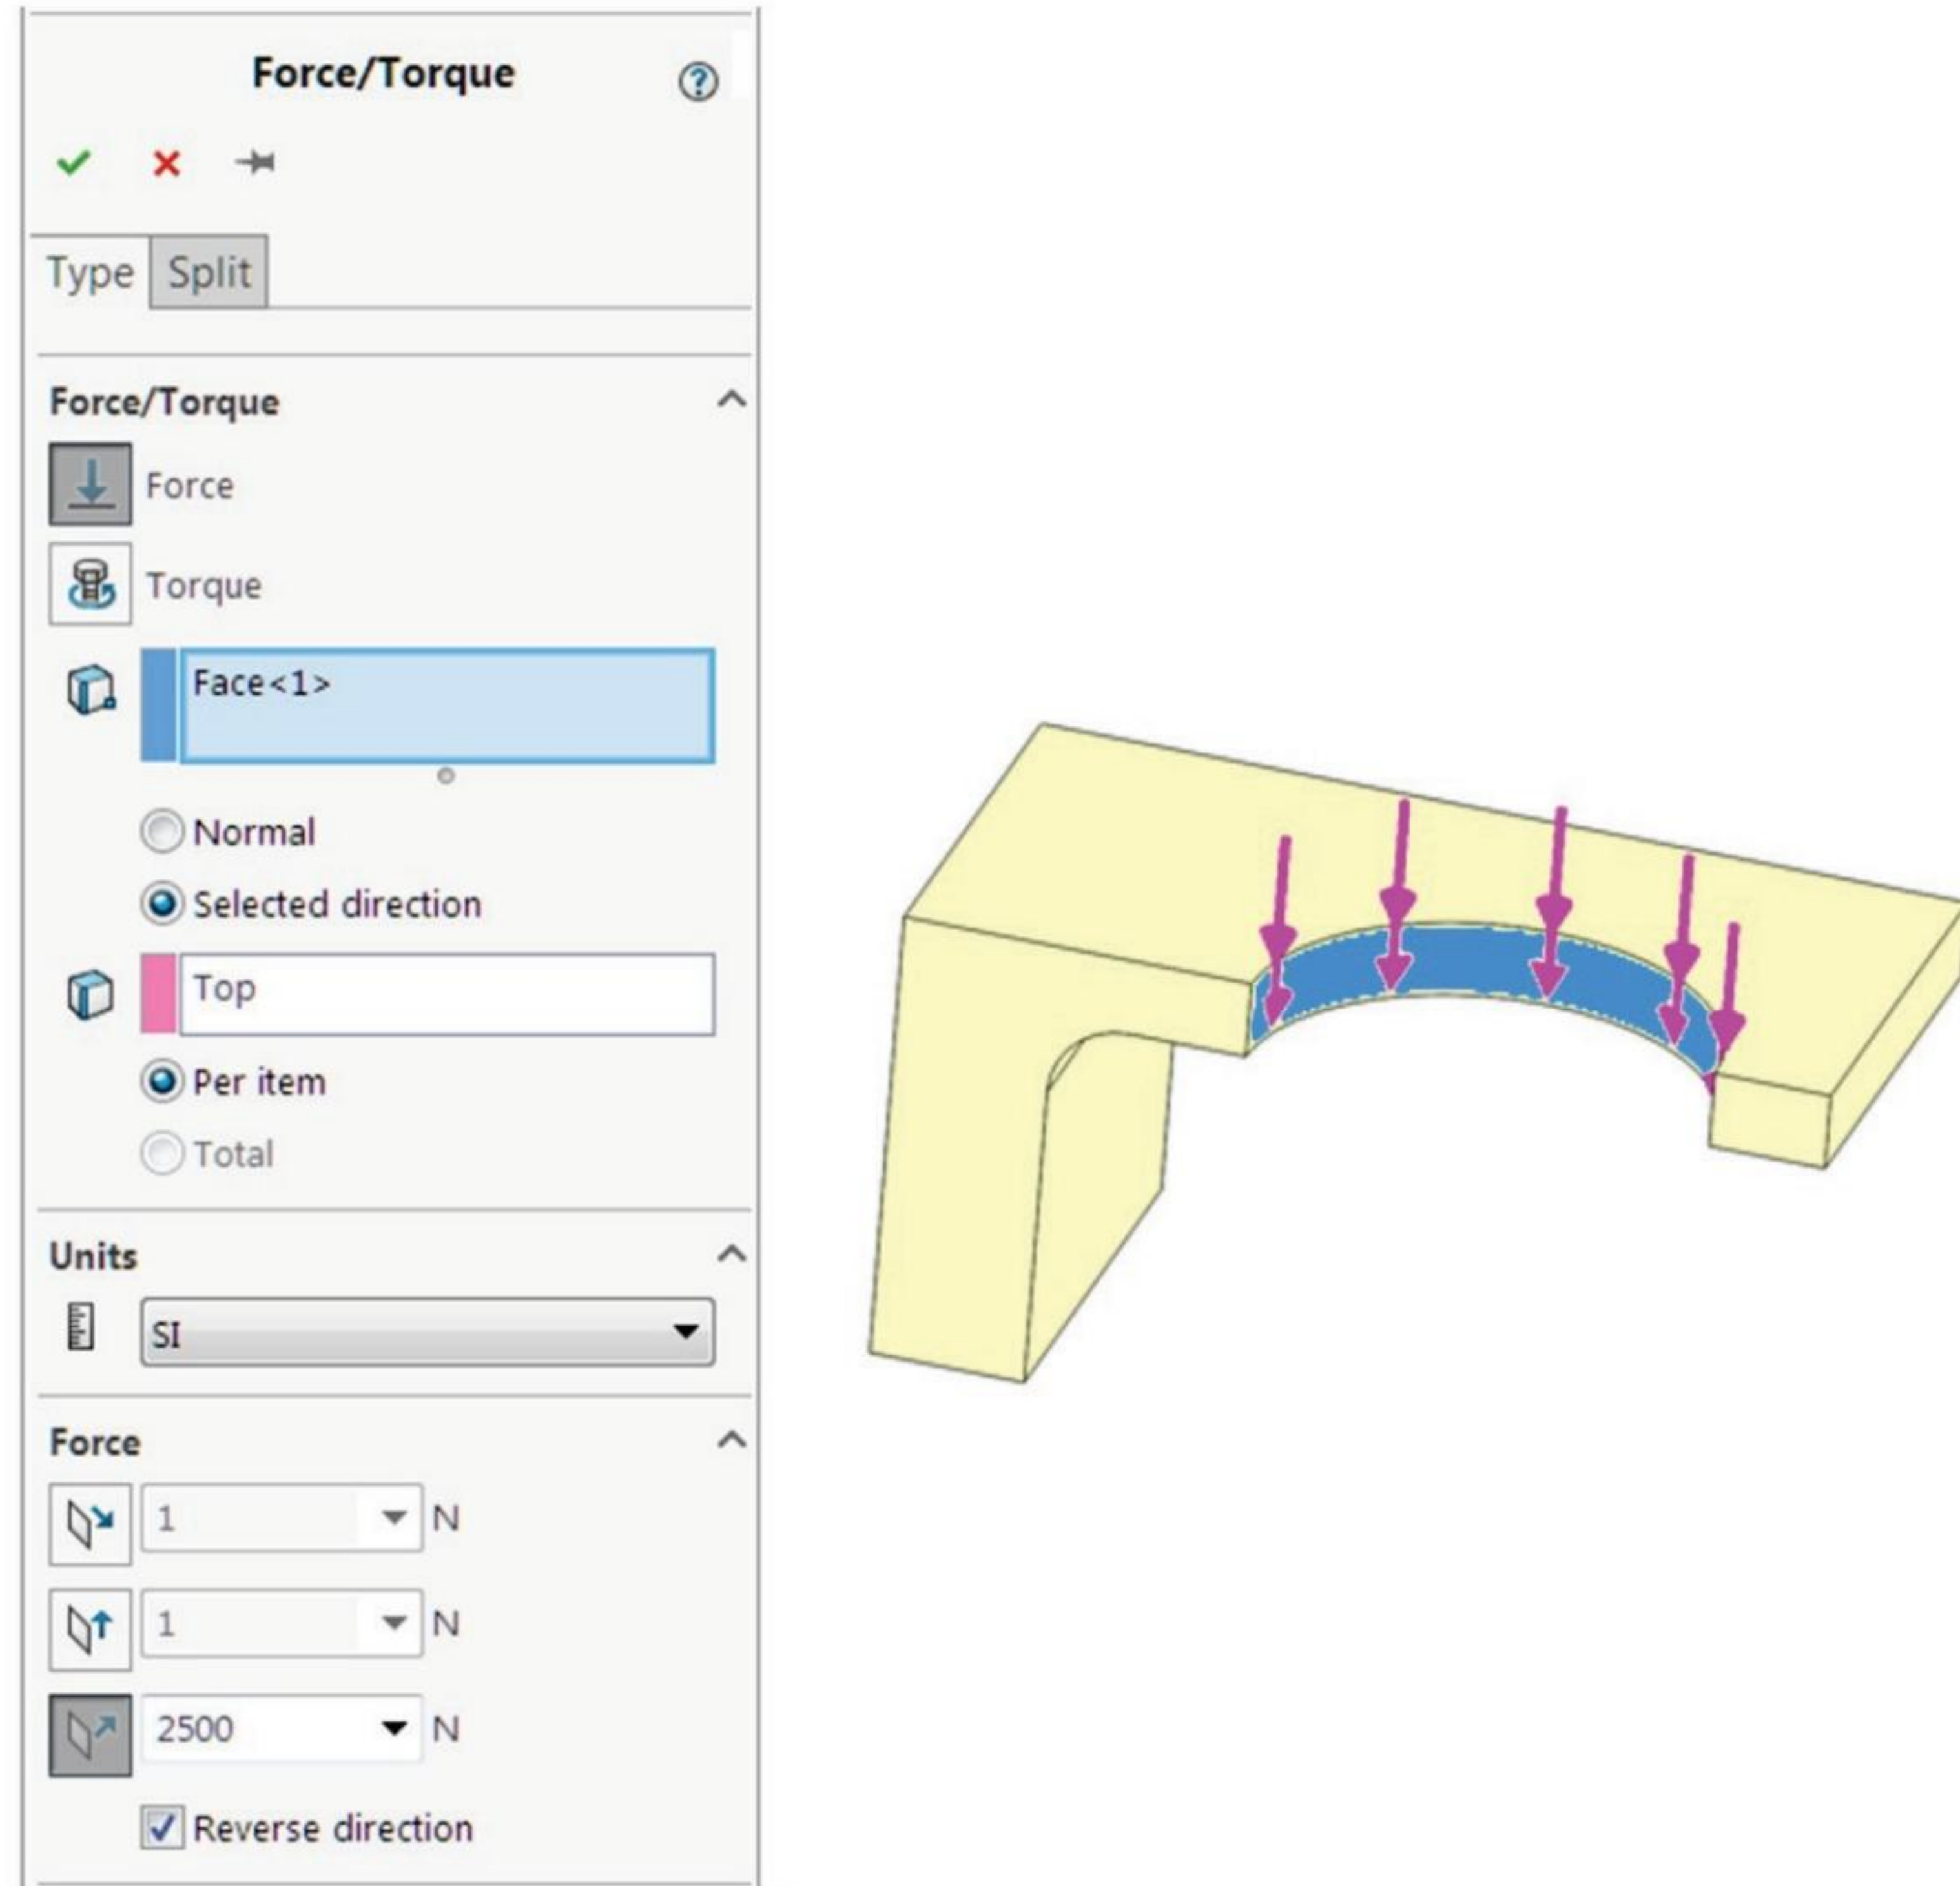 Force/Torque
?
Type Split
Force/Torque
Force
Torque
Face<1>
Normal
Selected direction
Top
Per item
Total
Units
SI
Force
1 N
1 N
2500 N
Reverse direction